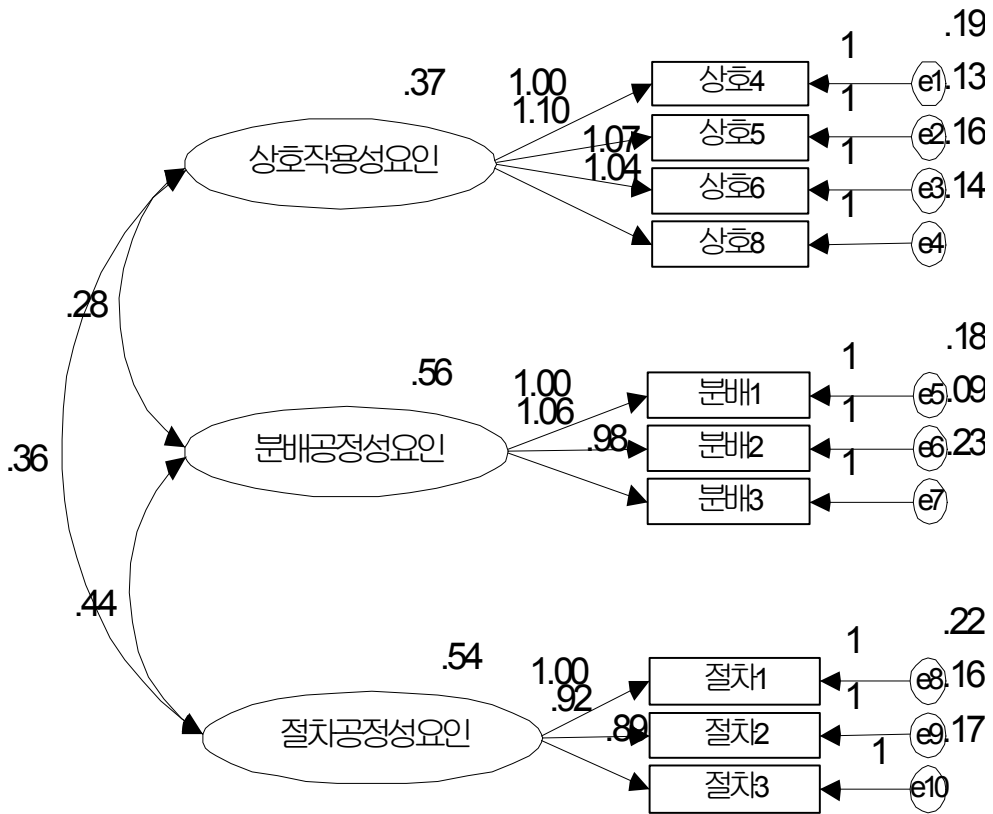 .19
1
.37
1.00
상호4
e1
.13
1.10
1
상호작용성요인
1.07
상호5
e2
.16
1
1.04
상호6
e3
.14
1
상호8
e4
.28
.18
1
.56
1.00
분배1
e5
.09
1.06
1
.36
분배공정성요인
.98
분배2
e6
.23
1
분배3
e7
.44
.22
1
.54
1.00
절차1
e8
.16
.92
1
절차공정성요인
.89
절차2
e9
.17
1
절차3
e10